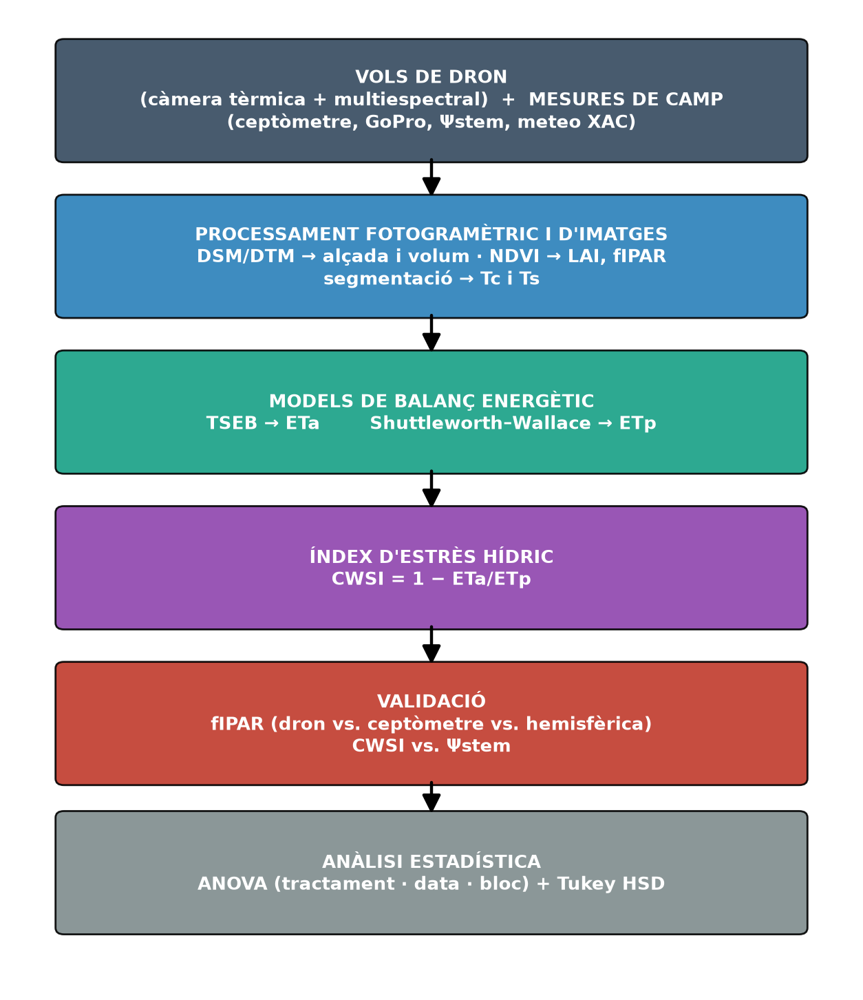 VOLS DE DRON
(càmera tèrmica + multiespectral)  +  MESURES DE CAMP
(ceptòmetre, GoPro, Ψstem, meteo XAC)
PROCESSAMENT FOTOGRAMÈTRIC I D'IMATGES
DSM/DTM → alçada i volum · NDVI → LAI, fIPAR
segmentació → Tc i Ts
MODELS DE BALANÇ ENERGÈTIC
TSEB → ETa        Shuttleworth–Wallace → ETp
ÍNDEX D'ESTRÈS HÍDRIC
CWSI = 1 − ETa/ETp
VALIDACIÓ
fIPAR (dron vs. ceptòmetre vs. hemisfèrica)
CWSI vs. Ψstem
ANÀLISI ESTADÍSTICA
ANOVA (tractament · data · bloc) + Tukey HSD